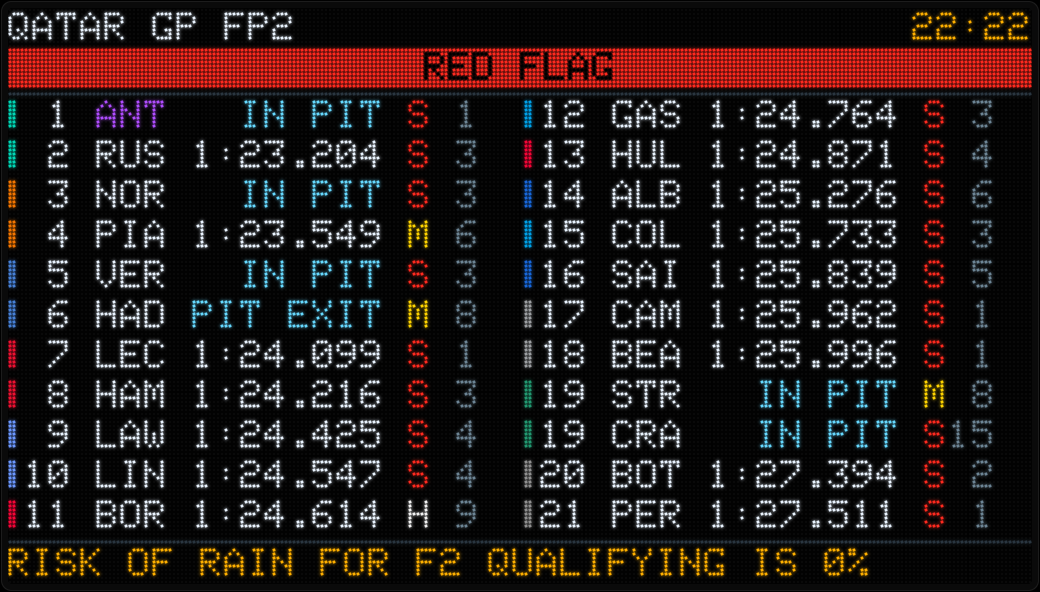 QATAR GP FP2 22:22
RED FLAG
1 ANT IN PIT S 1
2 RUS 1:23.204 S 3
3 NOR IN PIT S 3
4 PIA 1:23.549 M 6
5 VER IN PIT S 3
6 HAD PIT EXIT M 8
7 LEC 1:24.099 S 1
8 HAM 1:24.216 S 3
9 LAW 1:24.425 S 4
10 LIN 1:24.547 S 4
11 BOR 1:24.614 H 9
12 GAS 1:24.764 S 3
13 HUL 1:24.871 S 4
14 ALB 1:25.276 S 6
15 COL 1:25.733 S 3
16 SAI 1:25.839 S 5
17 CAM 1:25.962 S 1
18 BEA 1:25.996 S 1
19 STR IN PIT M 8
19 CRA IN PIT S 15
20 BOT 1:27.394 S 2
21 PER 1:27.511 S 1
RISK OF RAIN FOR F2 QUALIFYING IS 0%